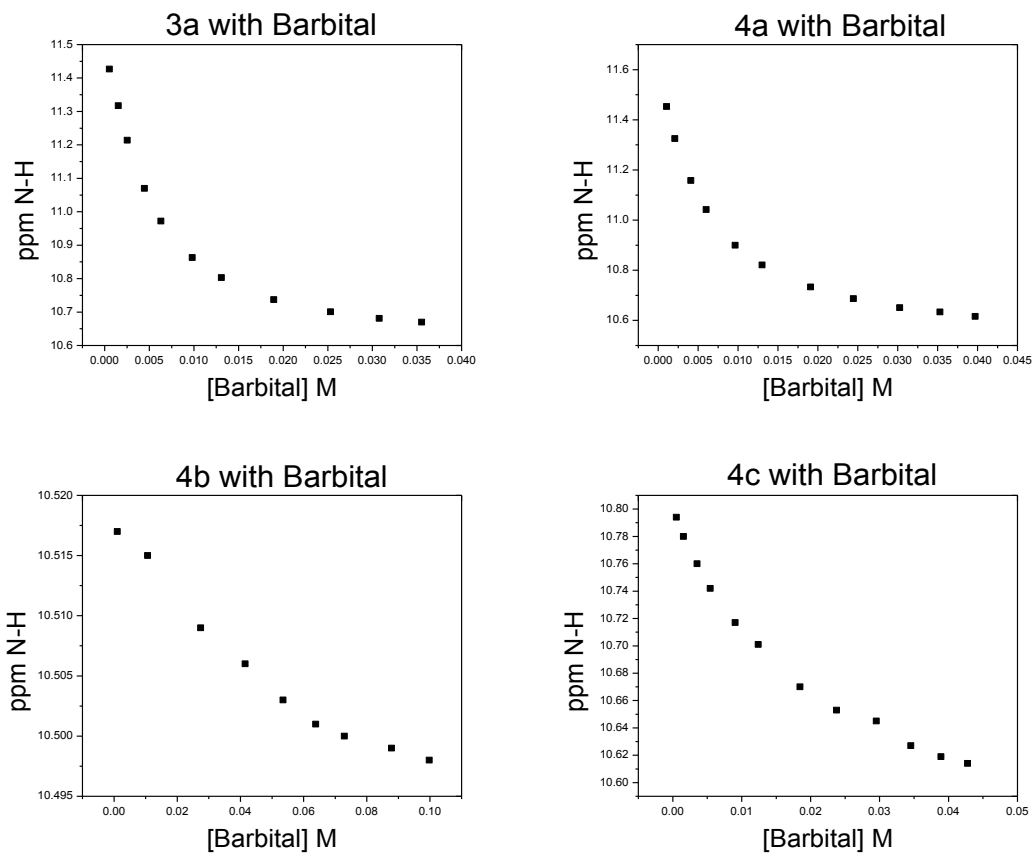 3a with Barbital
11.5
11.4
11.3
11.2
11.1
11.0
10.9
10.8
10.7
10.6
ppm N-H
0.000 0.005 0.010 0.015 0.020 0.025 0.030 0.035 0.040
[Barbital] M
4a with Barbital
11.6
11.4
11.2
11.0
10.8
10.6
ppm N-H
0.000 0.005 0.010 0.015 0.020 0.025 0.030 0.035 0.040 0.045
[Barbital] M
4b with Barbital
10.520
10.515
10.510
10.505
10.500
10.495
ppm N-H
0.00 0.02 0.04 0.06 0.08 0.10
[Barbital] M
4c with Barbital
10.80
10.78
10.76
10.74
10.72
10.70
10.68
10.66
10.64
10.62
10.60
ppm N-H
0.00 0.01 0.02 0.03 0.04 0.05
[Barbital] M